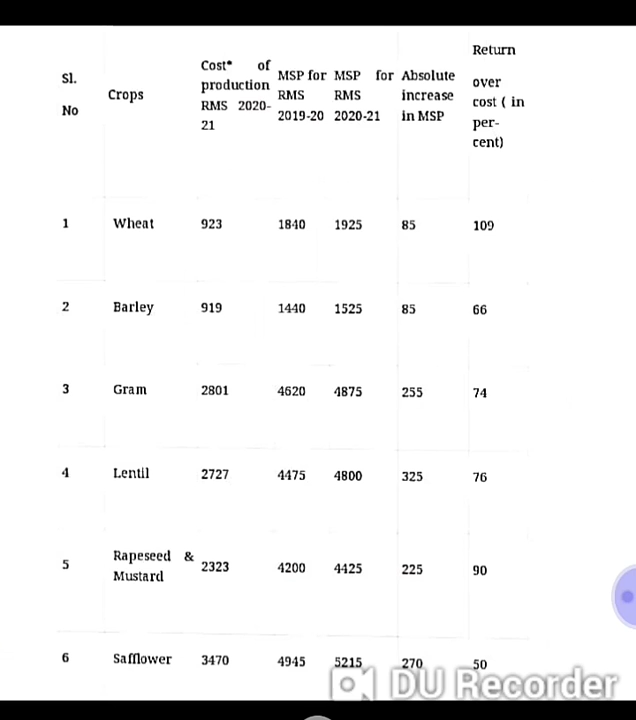 Sl. No Crops Cost* of production RMS 2020-21 MSP for RMS 2019-20 MSP for RMS 2020-21 Absolute increase in MSP Return over cost ( in per-cent)
1 Wheat 923 1840 1925 85 109
2 Barley 919 1440 1525 85 66
3 Gram 2801 4620 4875 255 74
4 Lentil 2727 4475 4800 325 76
5 Rapeseed & Mustard 2323 4200 4425 225 90
6 Safflower 3470 4945 5215 270 50
DU Recorder